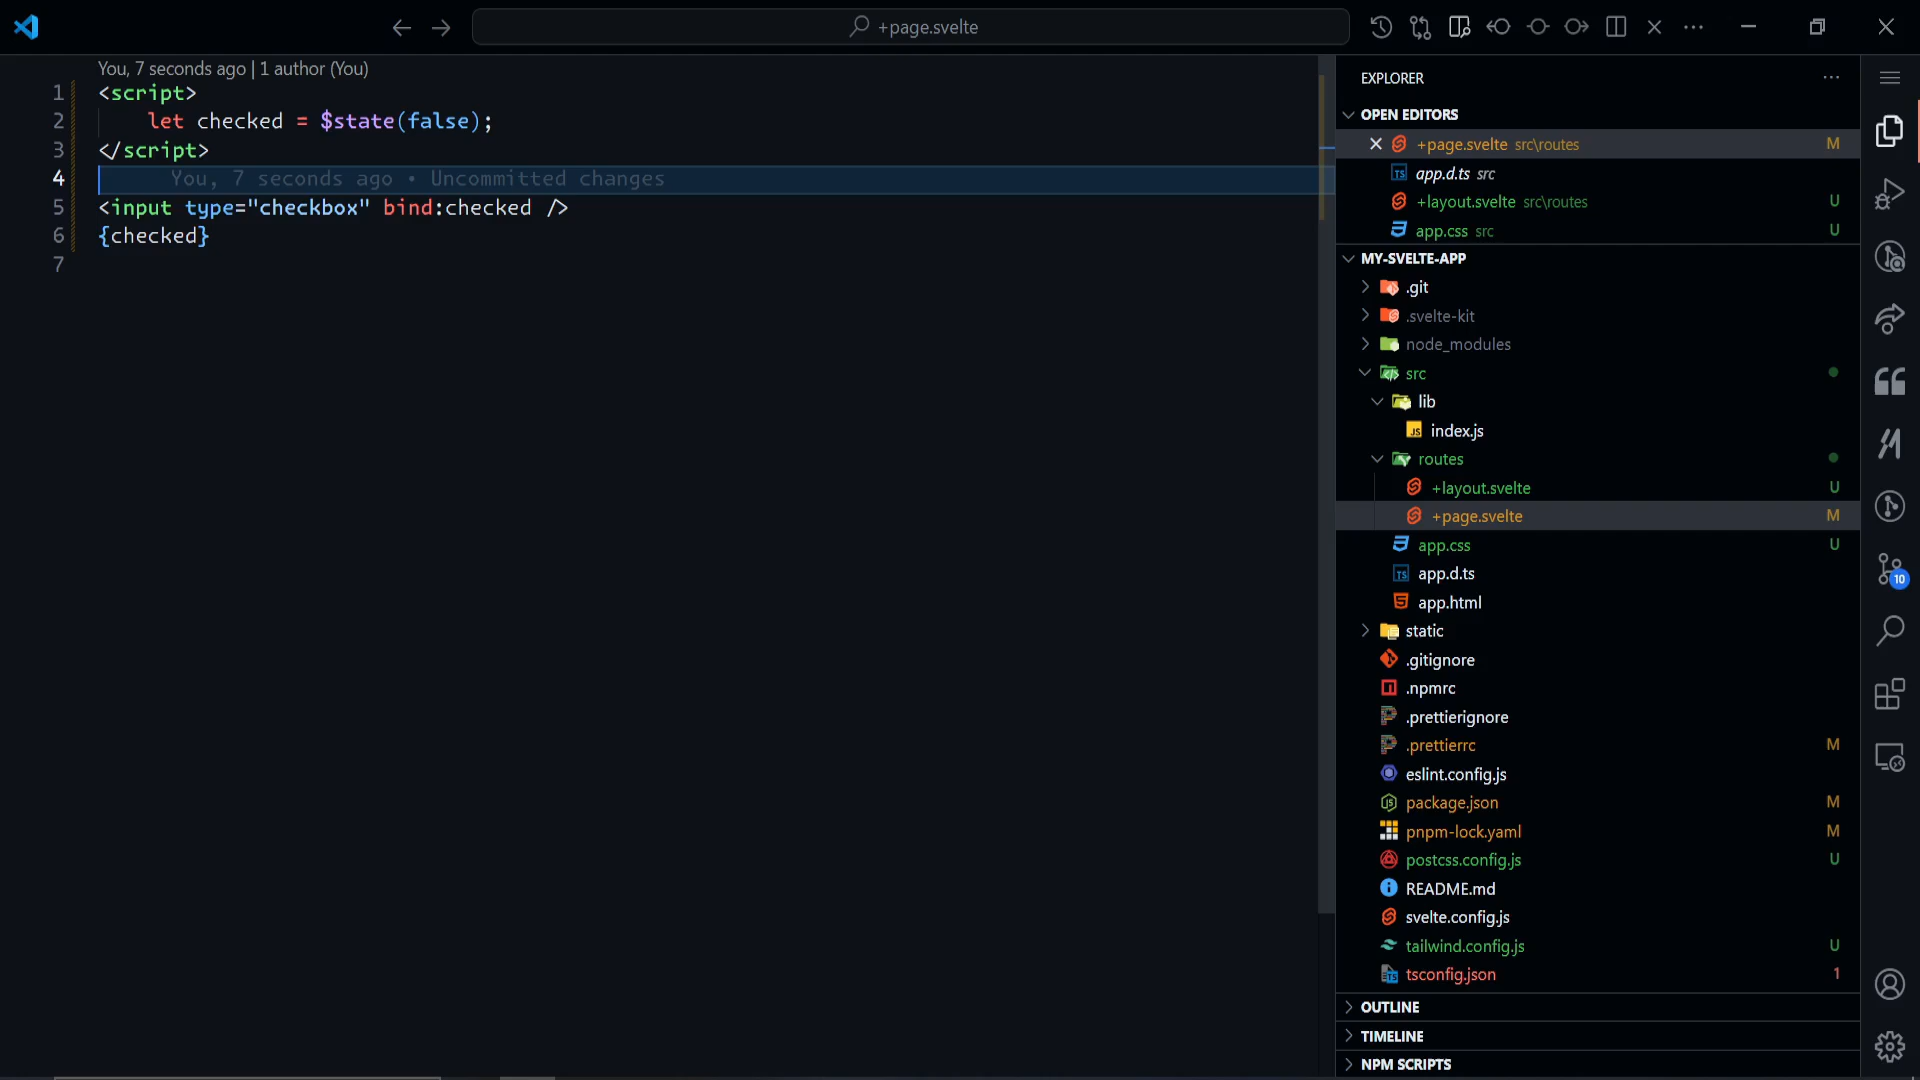 +page.svelte
You, 7 seconds ago | 1 author (You)
1 <script>
2 let checked = $state(false);
3 </script>
4 You, 7 seconds ago • Uncommitted changes
5 <input type="checkbox" bind:checked />
6 {checked}
7
EXPLORER
OPEN EDITORS
+page.svelte src\routes M
app.d.ts src
+layout.svelte src\routes U
app.css src U
MY-SVELTE-APP
.git
.svelte-kit
node_modules
src
lib
index.js
routes
+layout.svelte U
+page.svelte M
app.css U
app.d.ts
app.html
static
.gitignore
.npmrc
.prettierignore
.prettierrc M
eslint.config.js
package.json M
pnpm-lock.yaml M
postcss.config.js U
README.md
svelte.config.js
tailwind.config.js U
tsconfig.json 1
OUTLINE
TIMELINE
NPM SCRIPTS
10